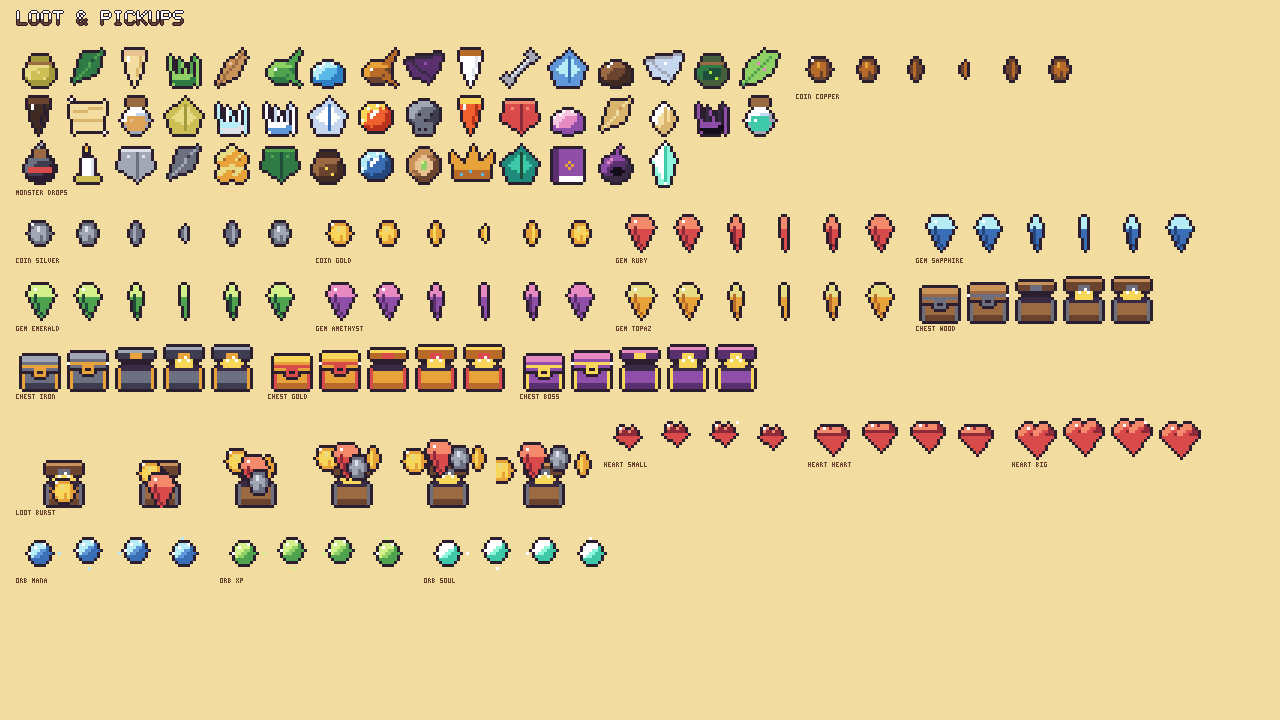 LOOT & PICKUPS
COIN COPPER
MONSTER DROPS
COIN SILVER
COIN GOLD
GEM RUBY
GEM SAPPHIRE
GEM EMERALD
GEM AMETHYST
GEM TOPAZ
CHEST WOOD
CHEST IRON
CHEST GOLD
CHEST BOSS
HEART SMALL
HEART HEART
HEART BIG
LOOT BURST
ORB MANA
ORB XP
ORB SOUL